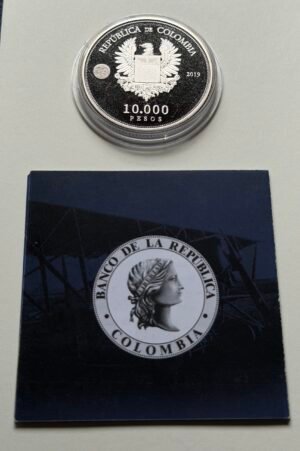 REPÚBLICA DE COLOMBIA
2019
10.000
PESOS
BANCO DE LA REPÚBLICA
• COLOMBIA •